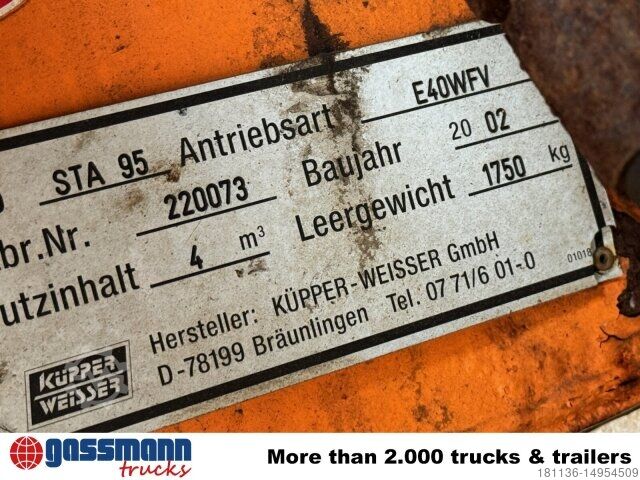 STA 95 Antriebsart E40WFV
br.Nr. 220073 Baujahr 20 02
utzinhalt 4 m³ Leergewicht 1750 kg
Hersteller: KÜPPER-WEISSER GmbH 01018
D-78199 Bräunlingen Tel. 07 71/6 01-0
KÜPPER
WEISSER
gassmann
trucks
More than 2.000 trucks & trailers
181136-14954509